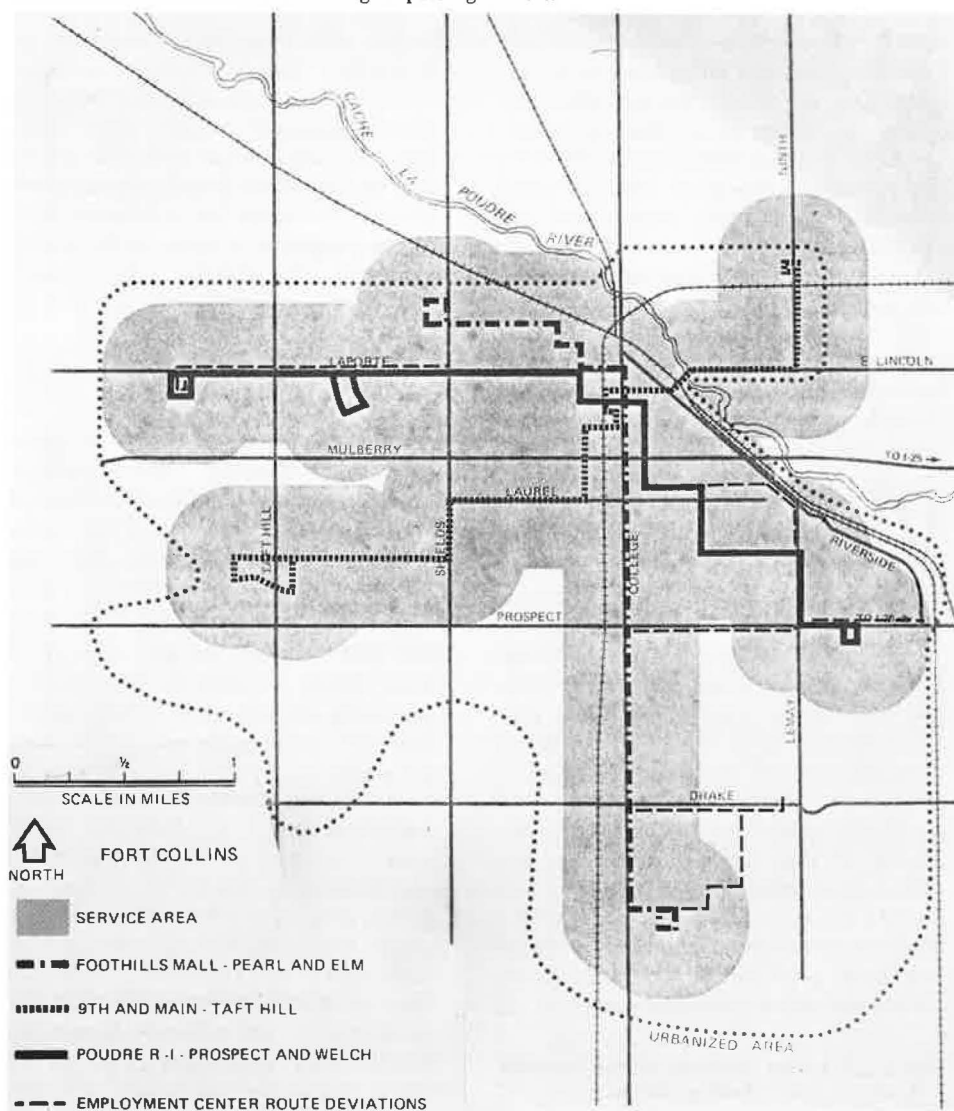 CACHE
LA
POUDRE
RIVER
NINTH
LAPORTE
E. LINCOLN
MULBERRY
TO I-25 →
LAUREL
TAFT HILL
SHIELDS
COLLEGE
RIVERSIDE
PROSPECT
TO I-25
LEMAY
DRAKE
0 ½ 1
SCALE IN MILES
NORTH
FORT COLLINS
SERVICE AREA
FOOTHILLS MALL - PEARL AND ELM
9TH AND MAIN - TAFT HILL
URBANIZED AREA
POUDRE R-I - PROSPECT AND WELCH
EMPLOYMENT CENTER ROUTE DEVIATIONS